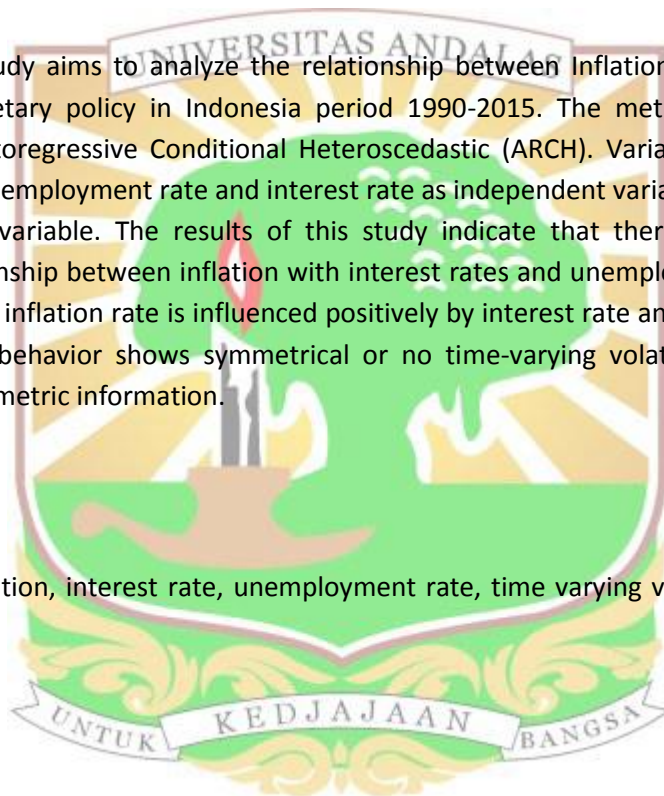 UNIVERSITAS ANDALAS
udy aims to analyze the relationship between Inflation
etary policy in Indonesia period 1990-2015. The met
toregressive Conditional Heteroscedastic (ARCH). Varia
employment rate and interest rate as independent varia
variable. The results of this study indicate that ther
nship between inflation with interest rates and unempl
inflation rate is influenced positively by interest rate an
behavior shows symmetrical or no time-varying volat
metric information.
tion, interest rate, unemployment rate, time varying v
UNTUK KEDJAJAAN BANGSA